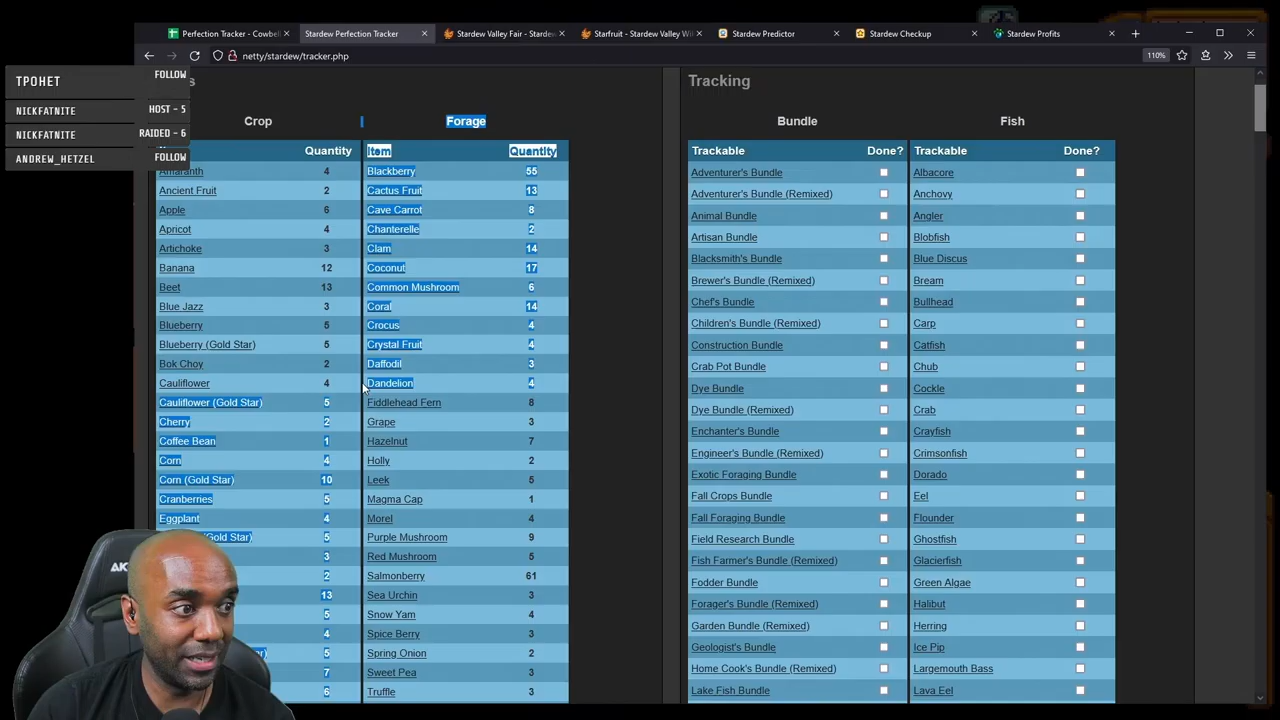 Perfection Tracker - Cowbell
Stardew Perfection Tracker
Stardew Valley Fair - Stardew
Starfruit - Stardew Valley Wi
Stardew Predictor
Stardew Checkup
Stardew Profits
netty/stardew/tracker.php
110%
TPOHET FOLLOW
NICKFATNITE HOST - 5
NICKFATNITE RAIDED - 6
ANDREW_HETZEL FOLLOW
Tracking
Crop
Forage
Bundle
Fish
Quantity Item Quantity
Trackable Done? Trackable Done?
Amaranth 4 Blackberry 55
Ancient Fruit 2 Cactus Fruit 13
Apple 6 Cave Carrot 8
Apricot 4 Chanterelle 2
Artichoke 3 Clam 14
Banana 12 Coconut 17
Beet 13 Common Mushroom 6
Blue Jazz 3 Coral 14
Blueberry 5 Crocus 4
Blueberry (Gold Star) 5 Crystal Fruit 4
Bok Choy 2 Daffodil 3
Cauliflower 4 Dandelion 4
Cauliflower (Gold Star) 5 Fiddlehead Fern 8
Cherry 2 Grape 3
Coffee Bean 1 Hazelnut 7
Corn 4 Holly 2
Corn (Gold Star) 10 Leek 5
Cranberries 5 Magma Cap 1
Eggplant 4 Morel 4
(Gold Star) 5 Purple Mushroom 9
3 Red Mushroom 5
2 Salmonberry 61
13 Sea Urchin 3
5 Snow Yam 4
4 Spice Berry 3
5 Spring Onion 2
7 Sweet Pea 3
6 Truffle 3
Adventurer's Bundle Albacore
Adventurer's Bundle (Remixed) Anchovy
Animal Bundle Angler
Artisan Bundle Blobfish
Blacksmith's Bundle Blue Discus
Brewer's Bundle (Remixed) Bream
Chef's Bundle Bullhead
Children's Bundle (Remixed) Carp
Construction Bundle Catfish
Crab Pot Bundle Chub
Dye Bundle Cockle
Dye Bundle (Remixed) Crab
Enchanter's Bundle Crayfish
Engineer's Bundle (Remixed) Crimsonfish
Exotic Foraging Bundle Dorado
Fall Crops Bundle Eel
Fall Foraging Bundle Flounder
Field Research Bundle Ghostfish
Fish Farmer's Bundle (Remixed) Glacierfish
Fodder Bundle Green Algae
Forager's Bundle (Remixed) Halibut
Garden Bundle (Remixed) Herring
Geologist's Bundle Ice Pip
Home Cook's Bundle (Remixed) Largemouth Bass
Lake Fish Bundle Lava Eel
AK